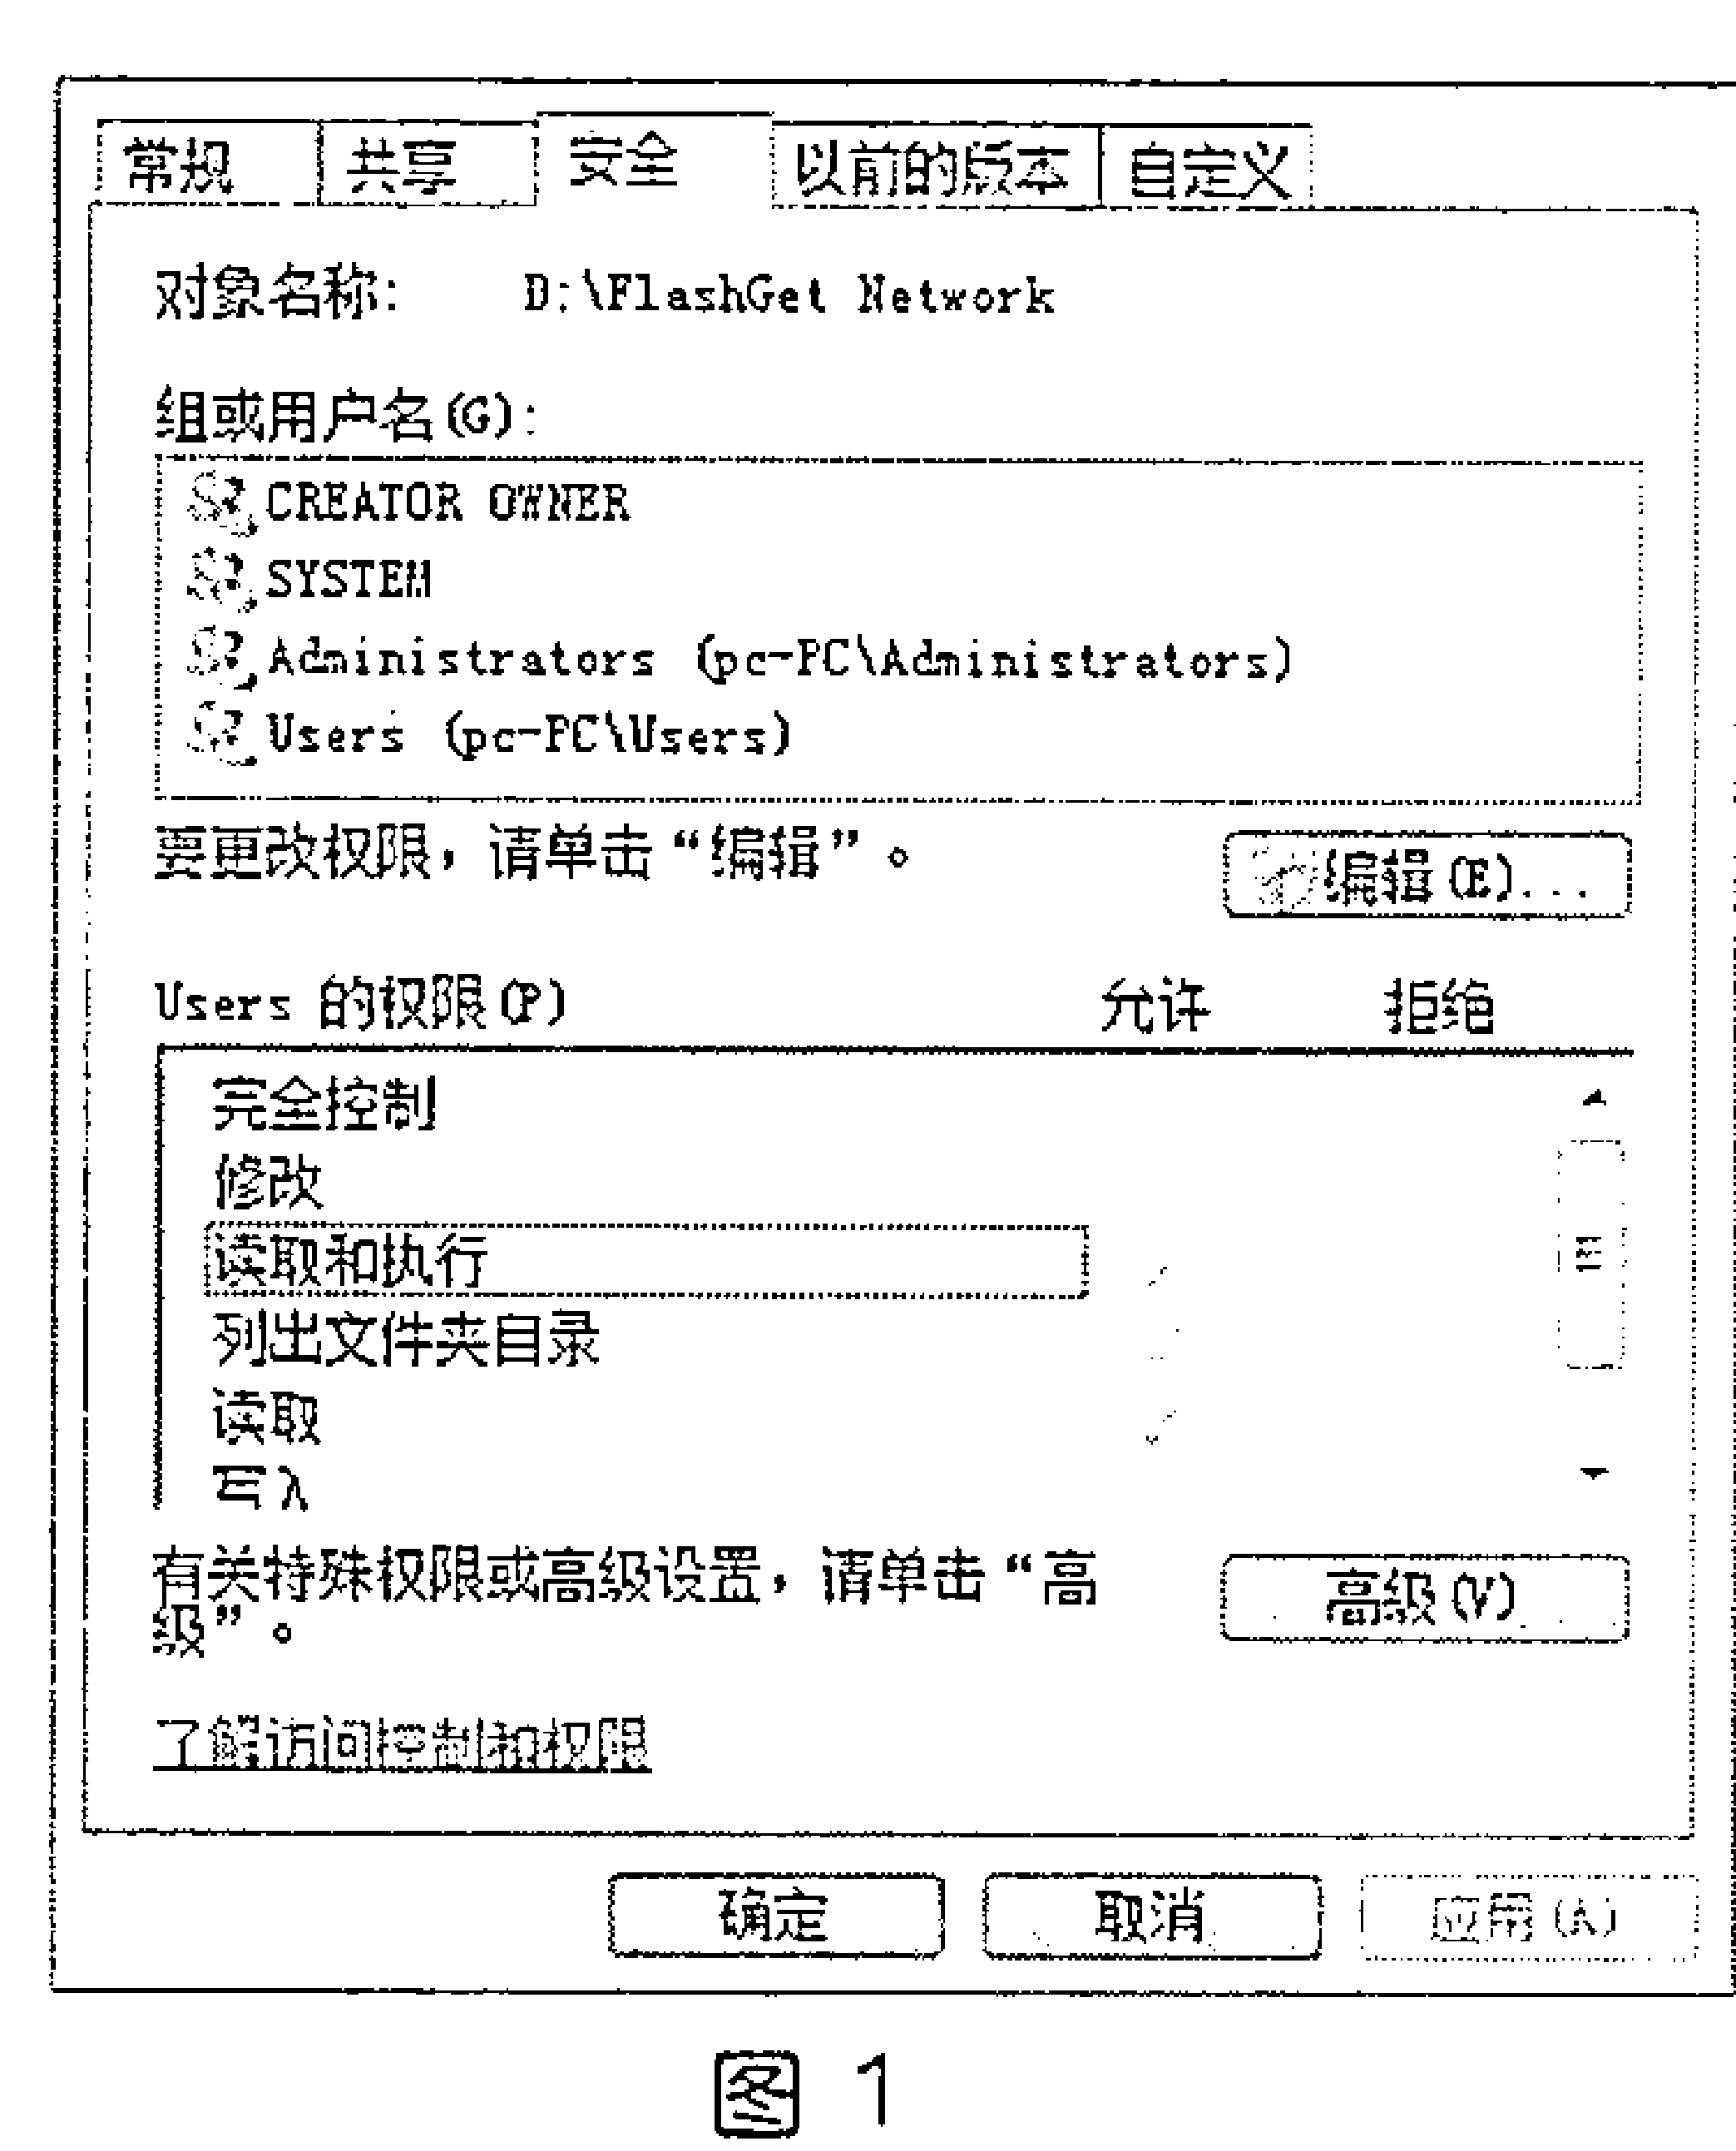 常规 共享 安全 以前的版本 自定义
对象名称: D:\FlashGet Network
组或用户名(G):
CREATOR OWNER
SYSTEM
Administrators (pc-PC\Administrators)
Users (pc-PC\Users)
要更改权限，请单击“编辑”。 编辑(E)...
Users 的权限(P) 允许 拒绝
完全控制
修改
读取和执行
列出文件夹目录
读取
写入
有关特殊权限或高级设置，请单击“高
级”。 高级(V)
了解访问控制和权限
确定 取消 应用(A)
图 1